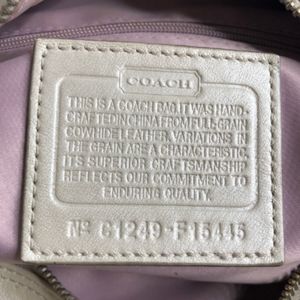 COACH
THIS IS A COACH BAG. IT WAS HAND-
CRAFTED IN CHINA FROM FULL GRAIN
COWHIDE LEATHER. VARIATIONS IN
THE GRAIN ARE A CHARACTERISTIC.
ITS SUPERIOR CRAFTSMANSHIP
REFLECTS OUR COMMITMENT TO
ENDURING QUALITY.
No C1249-F15445